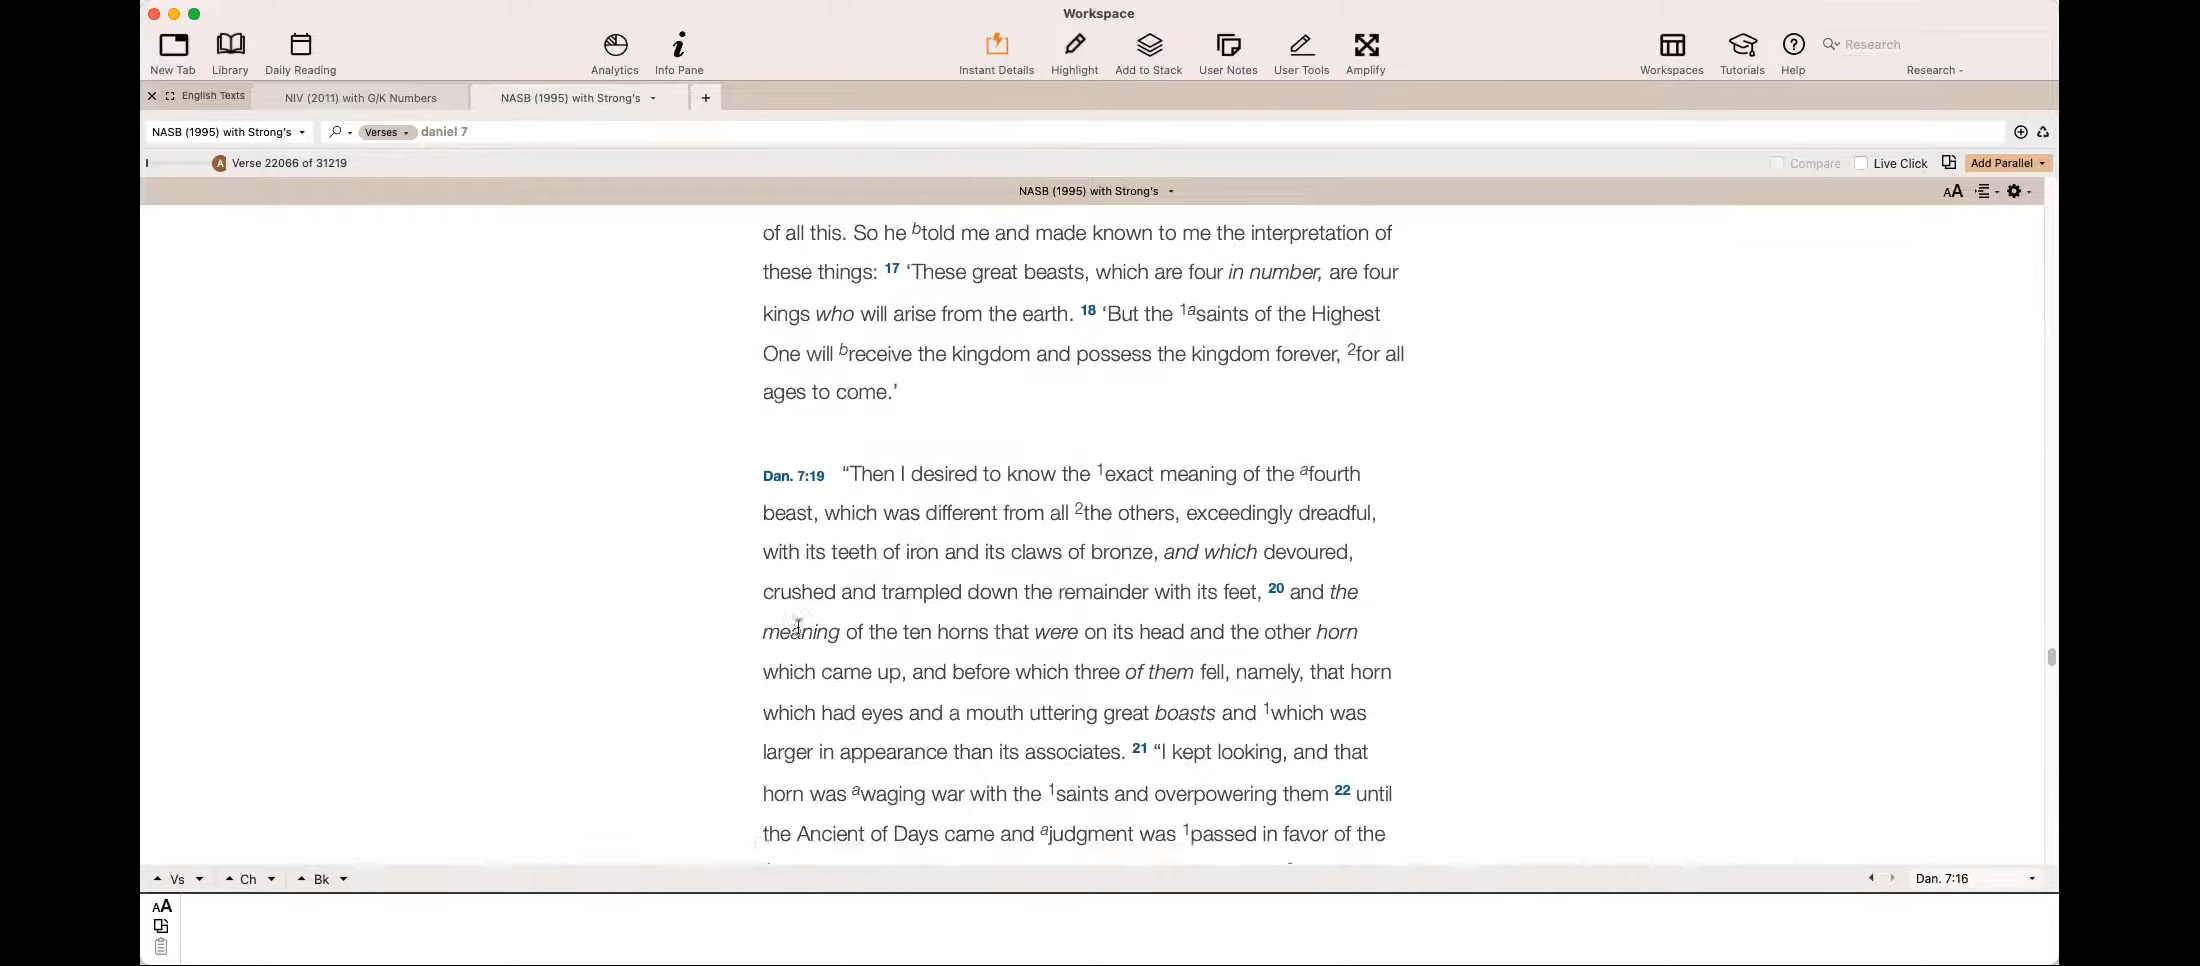 Workspace
New Tab Library Daily Reading Analytics Info Pane Instant Details Highlight Add to Stack User Notes User Tools Amplify Workspaces Tutorials Help Research
Research
English Texts NIV (2011) with G/K Numbers NASB (1995) with Strong's +
NASB (1995) with Strong's Verses daniel 7
A Verse 22066 of 31219 Compare Live Click Add Parallel
NASB (1995) with Strong's AA
of all this. So he btold me and made known to me the interpretation of
these things: 17 ‘These great beasts, which are four in number, are four
kings who will arise from the earth. 18 ‘But the 1asaints of the Highest
One will breceive the kingdom and possess the kingdom forever, 2for all
ages to come.’
Dan. 7:19 “Then I desired to know the 1exact meaning of the afourth
beast, which was different from all 2the others, exceedingly dreadful,
with its teeth of iron and its claws of bronze, and which devoured,
crushed and trampled down the remainder with its feet, 20 and the
meaning of the ten horns that were on its head and the other horn
which came up, and before which three of them fell, namely, that horn
which had eyes and a mouth uttering great boasts and 1which was
larger in appearance than its associates. 21 “I kept looking, and that
horn was awaging war with the 1saints and overpowering them 22 until
the Ancient of Days came and ajudgment was 1passed in favor of the
Vs Ch Bk Dan. 7:16
AA